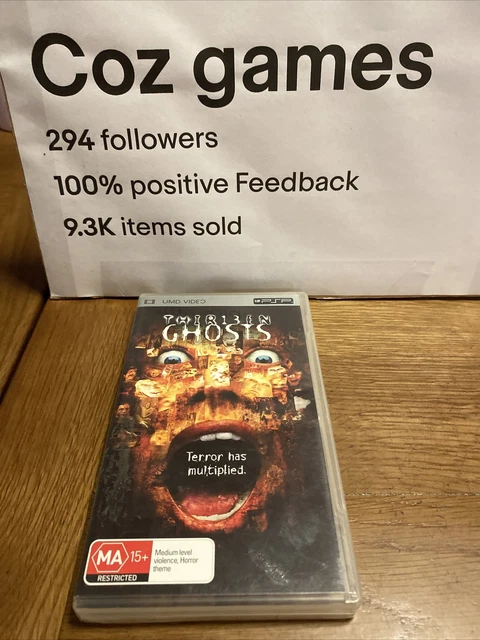 Coz games
294 followers
100% positive Feedback
9.3K items sold
UMD VIDEO PSP
THIR13EN
GHOSTS
Terror has
multiplied.
MA 15+
RESTRICTED
Medium level
violence, Horror
theme